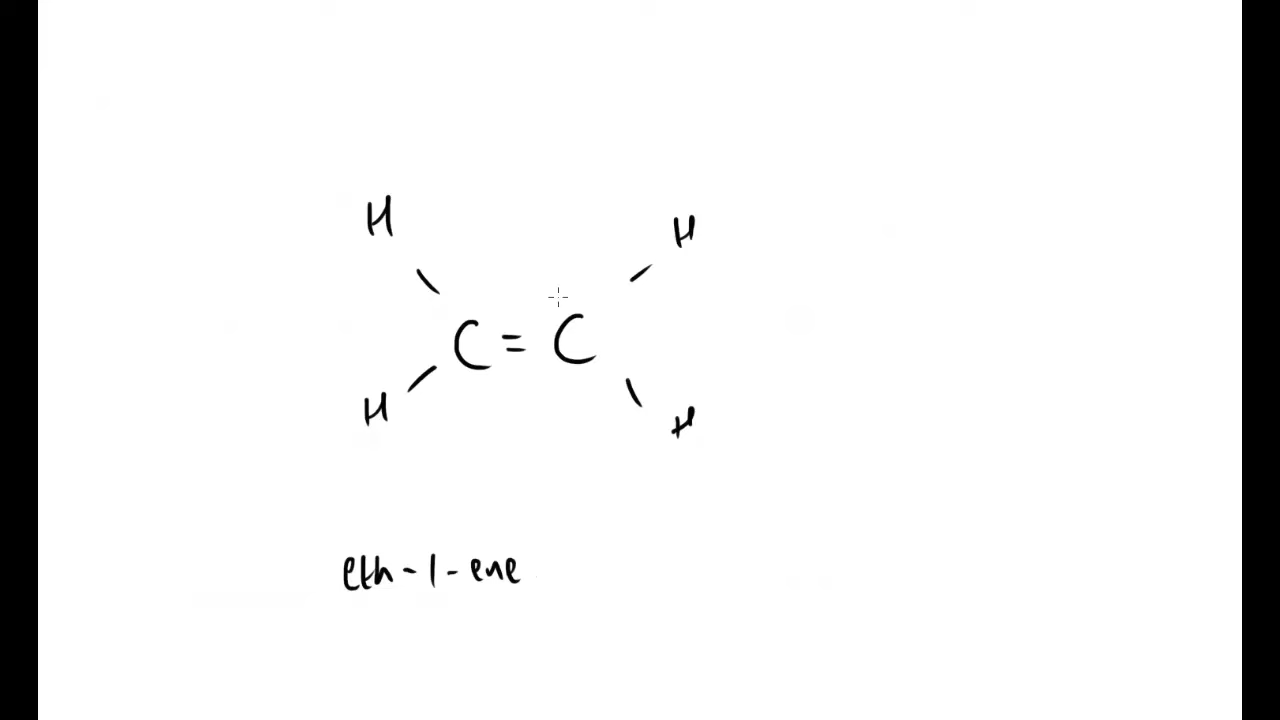 H H
C = C
H H
eth-1-ene